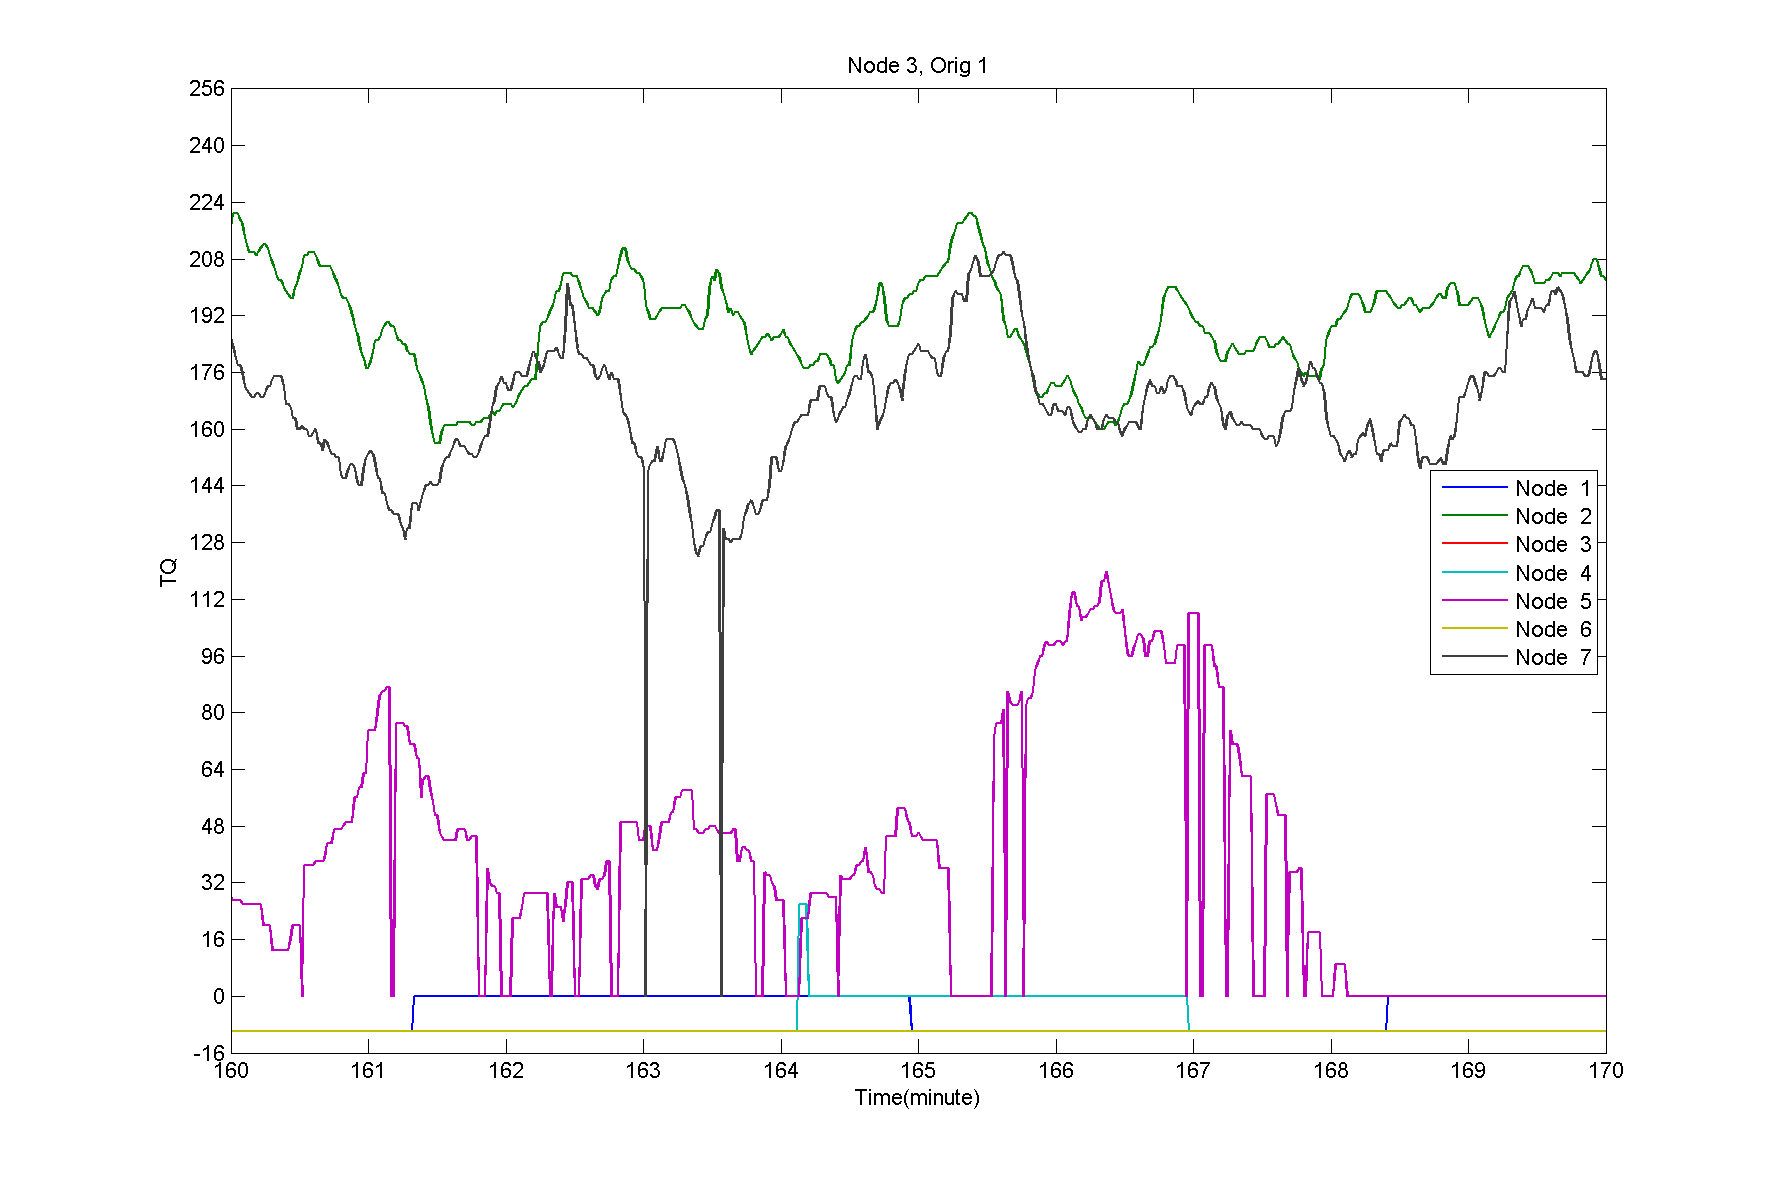 Node 3, Orig 1
256
240
224
208
192
176
160
144
128
112
96
80
64
48
32
16
0
-16
TQ
160 161 162 163 164 165 166 167 168 169 170
Time(minute)
Node 1
Node 2
Node 3
Node 4
Node 5
Node 6
Node 7